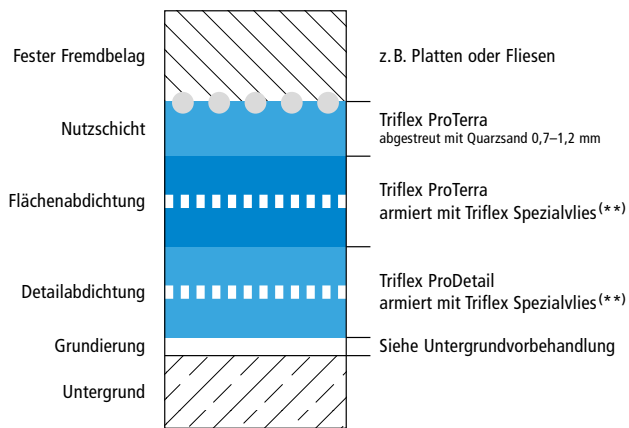 Fester Fremdbelag
z. B. Platten oder Fliesen
Nutzschicht
Triflex ProTerra
abgestreut mit Quarzsand 0,7–1,2 mm
Flächenabdichtung
Triflex ProTerra
armiert mit Triflex Spezialvlies(**)
Detailabdichtung
Triflex ProDetail
armiert mit Triflex Spezialvlies(**)
Grundierung
Siehe Untergrundvorbehandlung
Untergrund